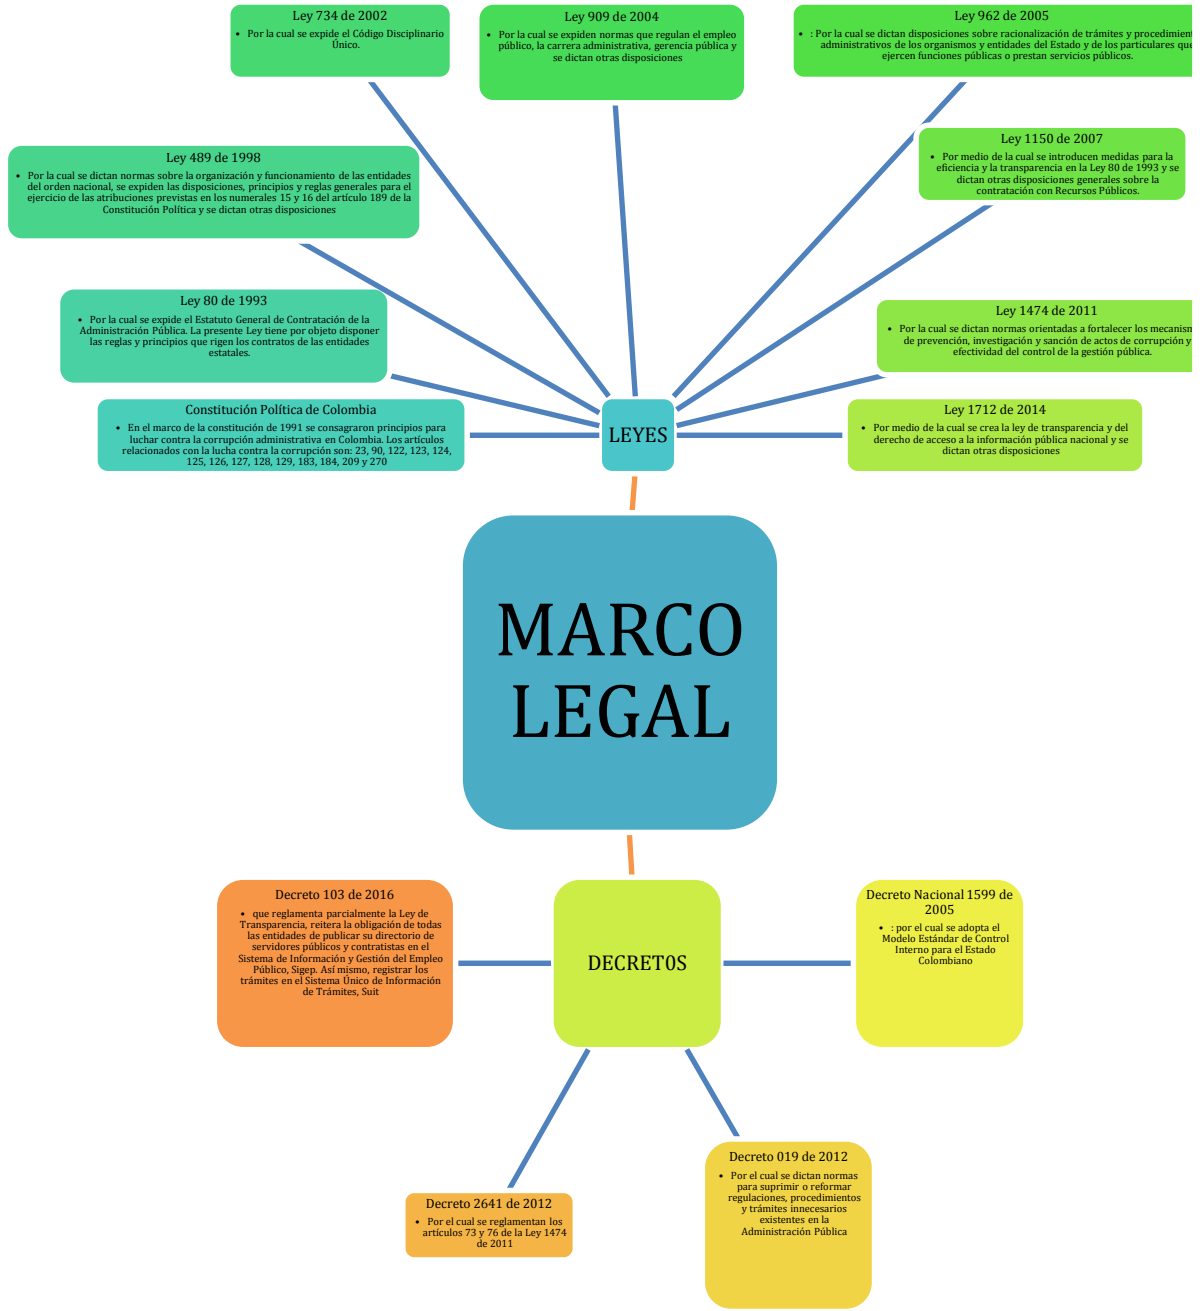 Ley 734 de 2002
• Por la cual se expide el Código Disciplinario
Único.
Ley 909 de 2004
• Por la cual se expiden normas que regulan el empleo
público, la carrera administrativa, gerencia pública y
se dictan otras disposiciones
Ley 962 de 2005
• : Por la cual se dictan disposiciones sobre racionalización de trámites y procedimient
administrativos de los organismos y entidades del Estado y de los particulares que
ejercen funciones públicas o prestan servicios públicos.
Ley 1150 de 2007
• Por medio de la cual se introducen medidas para la
eficiencia y la transparencia en la Ley 80 de 1993 y se
dictan otras disposiciones generales sobre la
contratación con Recursos Públicos.
Ley 489 de 1998
• Por la cual se dictan normas sobre la organización y funcionamiento de las entidades
del orden nacional, se expiden las disposiciones, principios y reglas generales para el
ejercicio de las atribuciones previstas en los numerales 15 y 16 del artículo 189 de la
Constitución Política y se dictan otras disposiciones
Ley 80 de 1993
• Por la cual se expide el Estatuto General de Contratación de la
Administración Pública. La presente Ley tiene por objeto disponer
las reglas y principios que rigen los contratos de las entidades
estatales.
Ley 1474 de 2011
• Por la cual se dictan normas orientadas a fortalecer los mecanism
de prevención, investigación y sanción de actos de corrupción y
efectividad del control de la gestión pública.
Constitución Política de Colombia
• En el marco de la constitución de 1991 se consagraron principios para
luchar contra la corrupción administrativa en Colombia. Los artículos
relacionados con la lucha contra la corrupción son: 23, 90, 122, 123, 124,
125, 126, 127, 128, 129, 183, 184, 209 y 270
LEYES
Ley 1712 de 2014
• Por medio de la cual se crea la ley de transparencia y del
derecho de acceso a la información pública nacional y se
dictan otras disposiciones
MARCO
LEGAL
Decreto 103 de 2016
• que reglamenta parcialmente la Ley de
Transparencia, reitera la obligación de todas
las entidades de publicar su directorio de
servidores públicos y contratistas en el
Sistema de Información y Gestión del Empleo
Público, Sigep. Así mismo, registrar los
trámites en el Sistema Único de Información
de Trámites, Suit
DECRET0S
Decreto Nacional 1599 de
2005
• : por el cual se adopta el
Modelo Estándar de Control
Interno para el Estado
Colombiano
Decreto 2641 de 2012
• Por el cual se reglamentan los
artículos 73 y 76 de la Ley 1474
de 2011
Decreto 019 de 2012
• Por el cual se dictan normas
para suprimir o reformar
regulaciones, procedimientos
y trámites innecesarios
existentes en la
Administración Pública